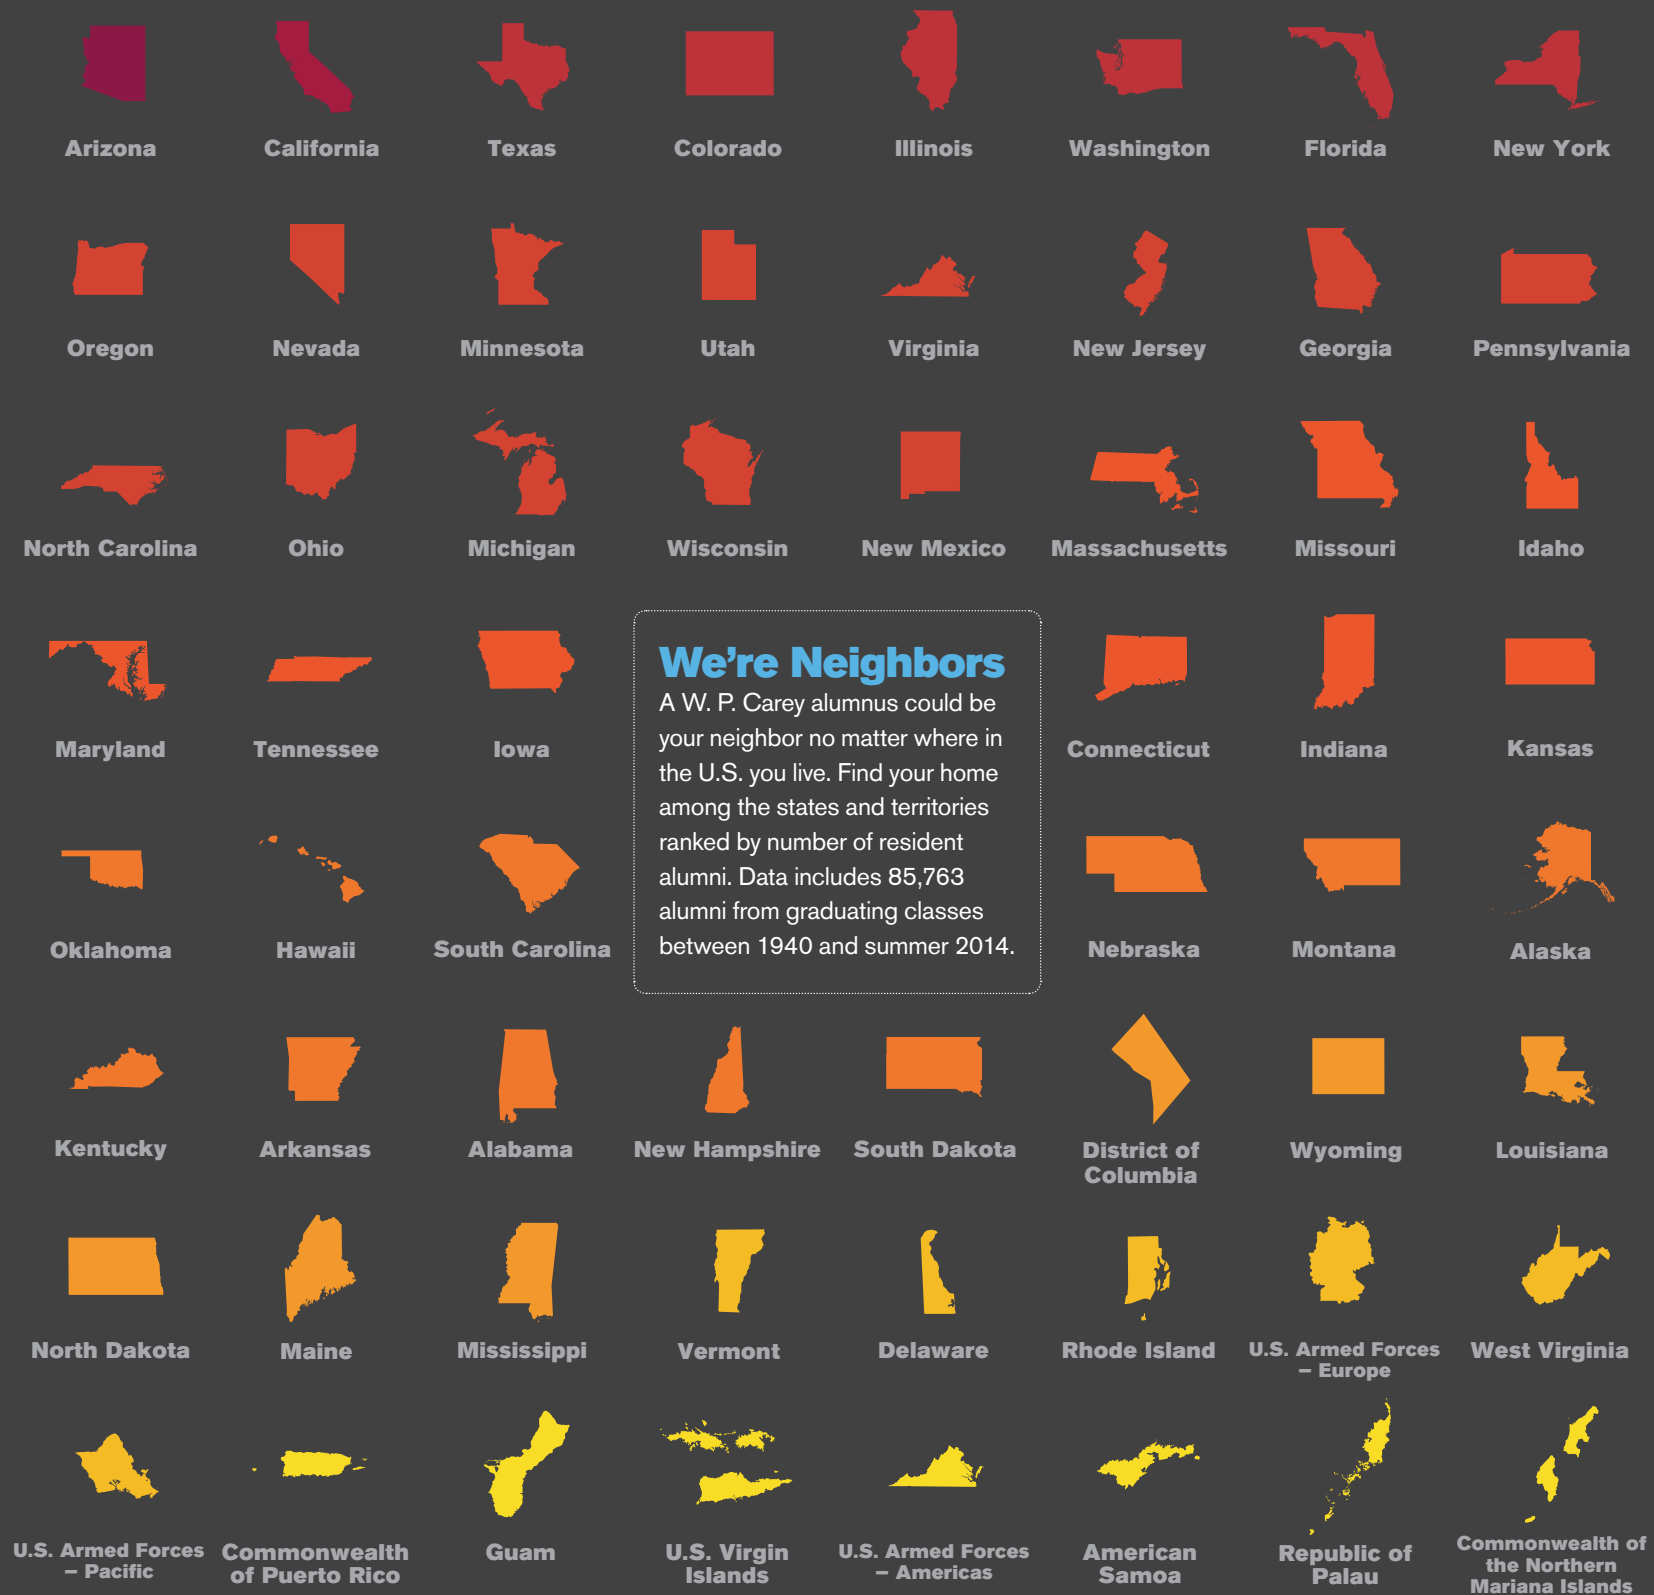 Arizona
California
Texas
Colorado
Illinois
Washington
Florida
New York
Oregon
Nevada
Minnesota
Utah
Virginia
New Jersey
Georgia
Pennsylvania
North Carolina
Ohio
Michigan
Wisconsin
New Mexico
Massachusetts
Missouri
Idaho
Maryland
Tennessee
Iowa
We're Neighbors
A W. P. Carey alumnus could be
your neighbor no matter where in
the U.S. you live. Find your home
among the states and territories
ranked by number of resident
alumni. Data includes 85,763
alumni from graduating classes
between 1940 and summer 2014.
Connecticut
Indiana
Kansas
Oklahoma
Hawaii
South Carolina
Nebraska
Montana
Alaska
Kentucky
Arkansas
Alabama
New Hampshire
South Dakota
District of
Columbia
Wyoming
Louisiana
North Dakota
Maine
Mississippi
Vermont
Delaware
Rhode Island
U.S. Armed Forces
– Europe
West Virginia
U.S. Armed Forces
– Pacific
Commonwealth
of Puerto Rico
Guam
U.S. Virgin
Islands
U.S. Armed Forces
– Americas
American
Samoa
Republic of
Palau
Commonwealth of
the Northern
Mariana Islands